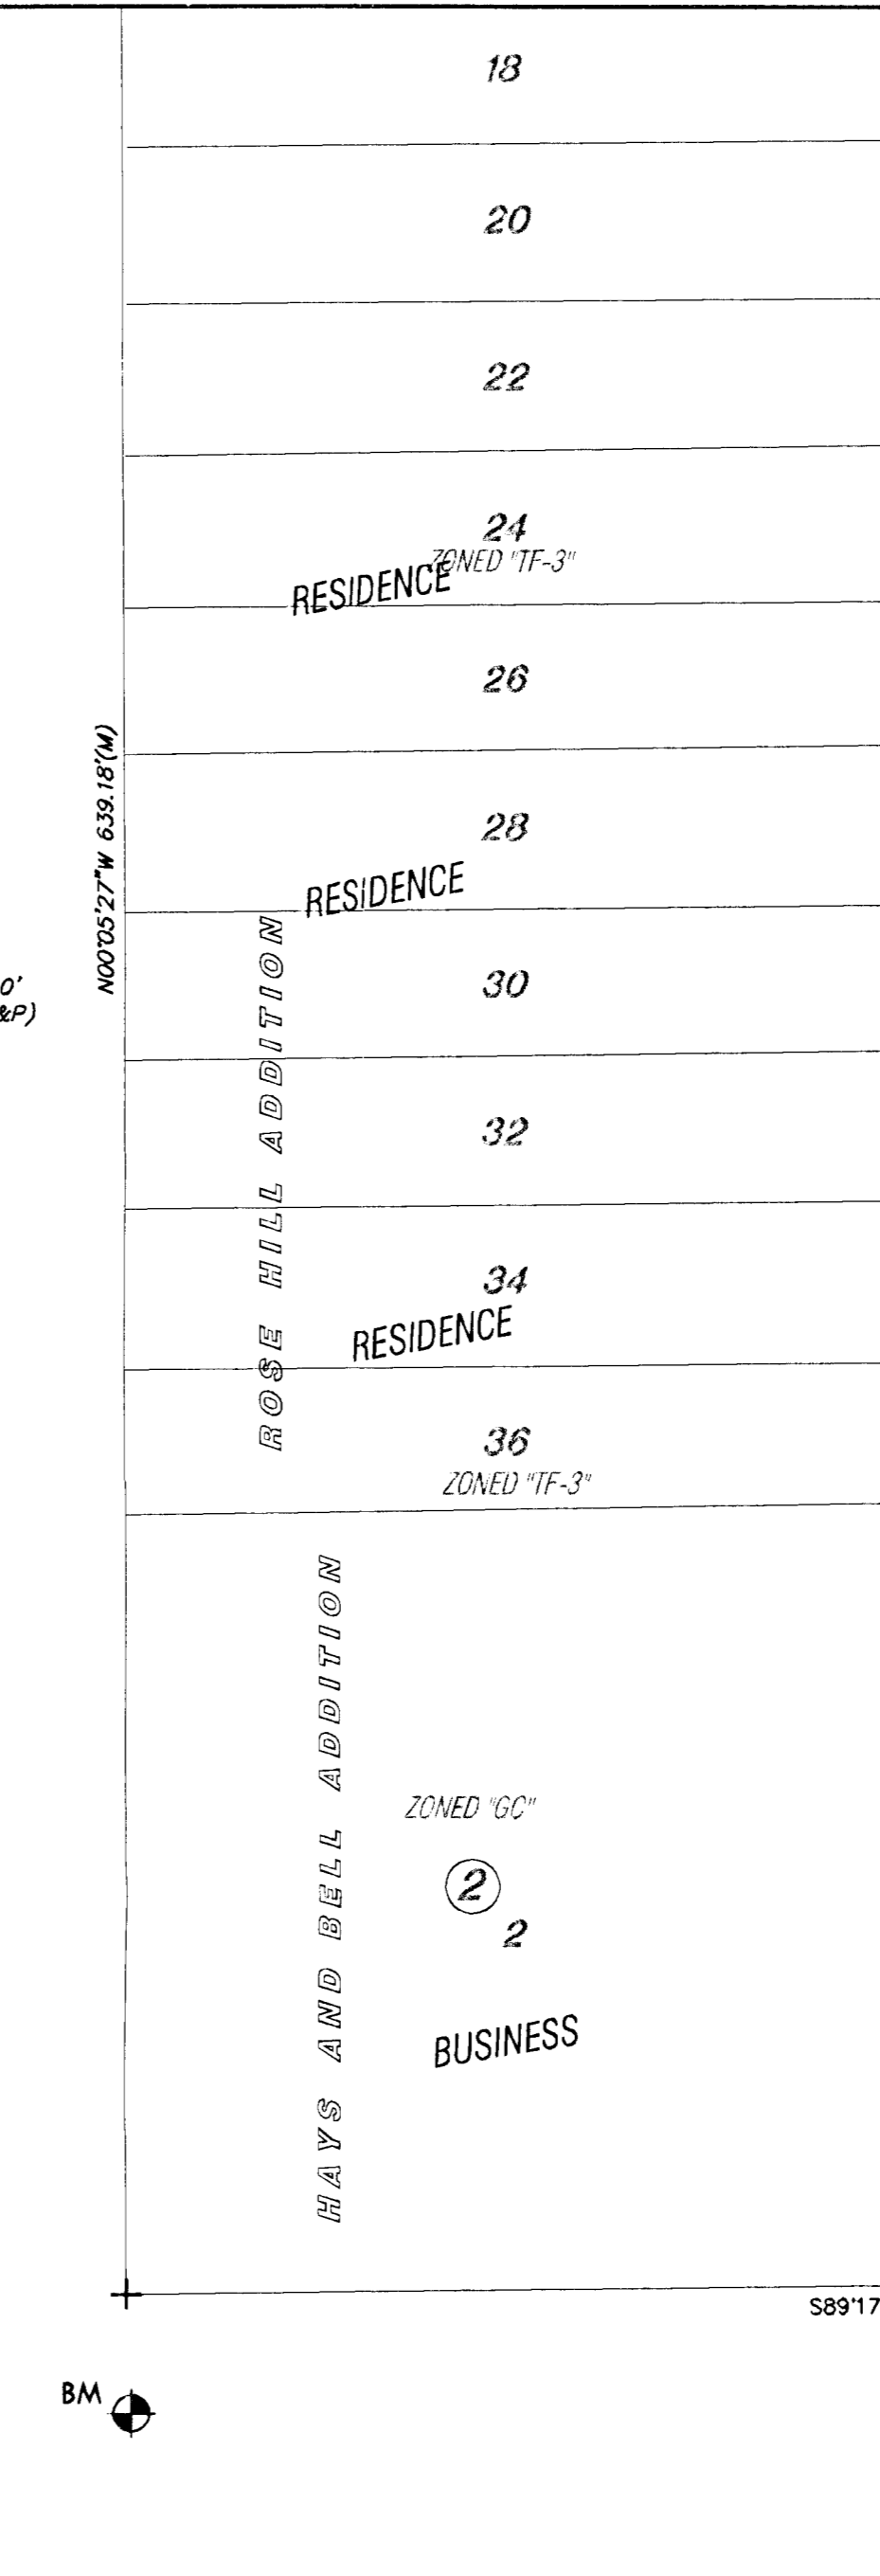 18
20
22
24
ZONED "TF-3"
RESIDENCE
26
N00°05'27"W 639.18'(M)
28
RESIDENCE
ROSE HILL ADDITION
0'
&P)
30
32
34
RESIDENCE
36
ZONED "TF-3"
HAYS AND BELL ADDITION
ZONED "GC"
2
2
BUSINESS
S89°17
BM